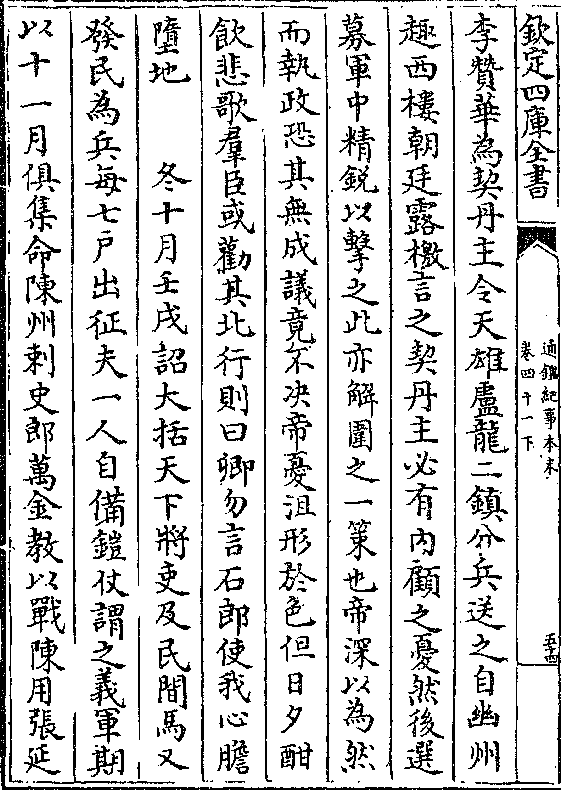 欽定四庫全書
通鑑紀事本末
卷四十一下
五十四
李贊華為契丹主令天雄盧龍二鎮分兵送之自幽州
趣西樓朝廷露檄言之契丹主必有内顧之憂然後選
募軍中精鋭以擊之此亦解圍之一策也帝深以為然
而執政恐其無成議竟不决帝憂沮形於色但日夕酣
飲悲歌羣臣或勸其北行則曰卿勿言石郎使我心膽
墮地　　冬十月壬戌詔大括天下將吏及民間馬又
發民為兵每七户出征夫一人自備鎧仗謂之義軍期
以十一月俱集命陳州刺史郎萬金教以戰陳用張延